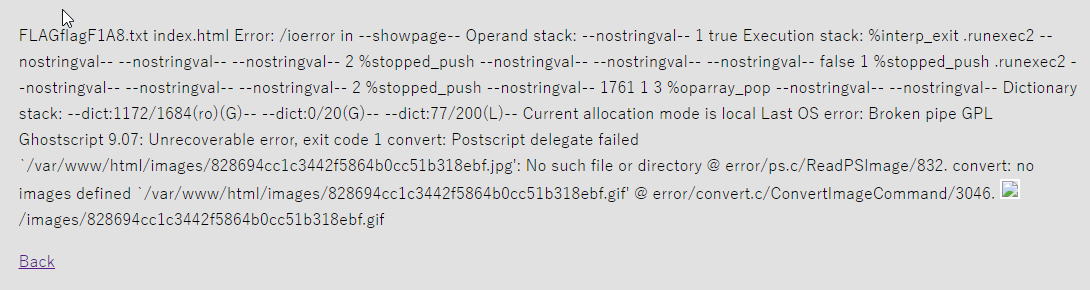 FLAGflagF1A8.txt index.html Error: /ioerror in --showpage-- Operand stack: --nostringval-- 1 true Execution stack: %interp_exit .runexec2 --
nostringval-- --nostringval-- --nostringval-- 2 %stopped_push --nostringval-- --nostringval-- --nostringval-- false 1 %stopped_push .runexec2 -
-nostringval-- --nostringval-- --nostringval-- 2 %stopped_push --nostringval-- 1761 1 3 %oparray_pop --nostringval-- --nostringval-- Dictionary
stack: --dict:1172/1684(ro)(G)-- --dict:0/20(G)-- --dict:77/200(L)-- Current allocation mode is local Last OS error: Broken pipe GPL
Ghostscript 9.07: Unrecoverable error, exit code 1 convert: Postscript delegate failed
`/var/www/html/images/828694cc1c3442f5864b0cc51b318ebf.jpg': No such file or directory @ error/ps.c/ReadPSImage/832. convert: no
images defined `/var/www/html/images/828694cc1c3442f5864b0cc51b318ebf.gif' @ error/convert.c/ConvertImageCommand/3046.
/images/828694cc1c3442f5864b0cc51b318ebf.gif
Back